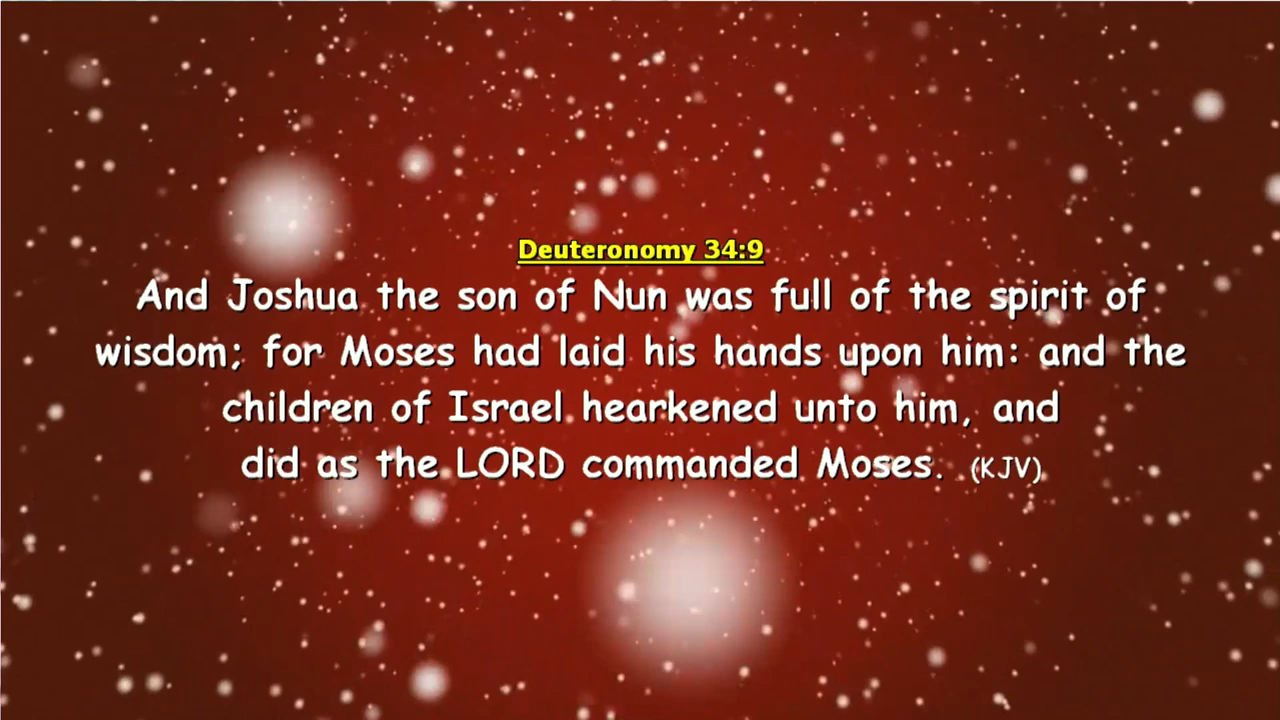 Deuteronomy 34:9
And Joshua the son of Nun was full of the spirit of
wisdom; for Moses had laid his hands upon him: and the
children of Israel hearkened unto him, and
did as the LORD commanded Moses. (KJV)